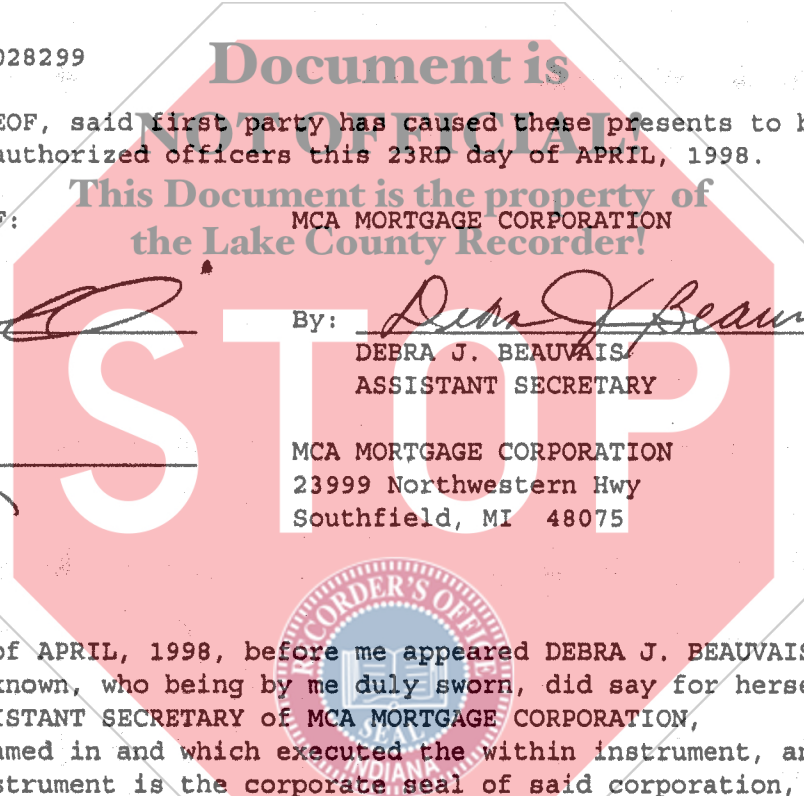 028299
Document is
EOF, said first party has caused these presents to b
NOT OFFICIAL!
authorized officers this 23RD day of APRIL, 1998.
This Document is the property of
F: MCA MORTGAGE CORPORATION
the Lake County Recorder!
By: Debra J Beauv
DEBRA J. BEAUVAIS
ASSISTANT SECRETARY
STOP
MCA MORTGAGE CORPORATION
23999 Northwestern Hwy
Southfield, MI 48075
RECORDER'S OFFICE
of APRIL, 1998, before me appeared DEBRA J. BEAUVAIS
known, who being by me duly sworn, did say for herse
ISTANT SECRETARY of MCA MORTGAGE CORPORATION,
SEAL
amed in and which executed the within instrument, an
INDIANA
strument is the corporate seal of said corporation,